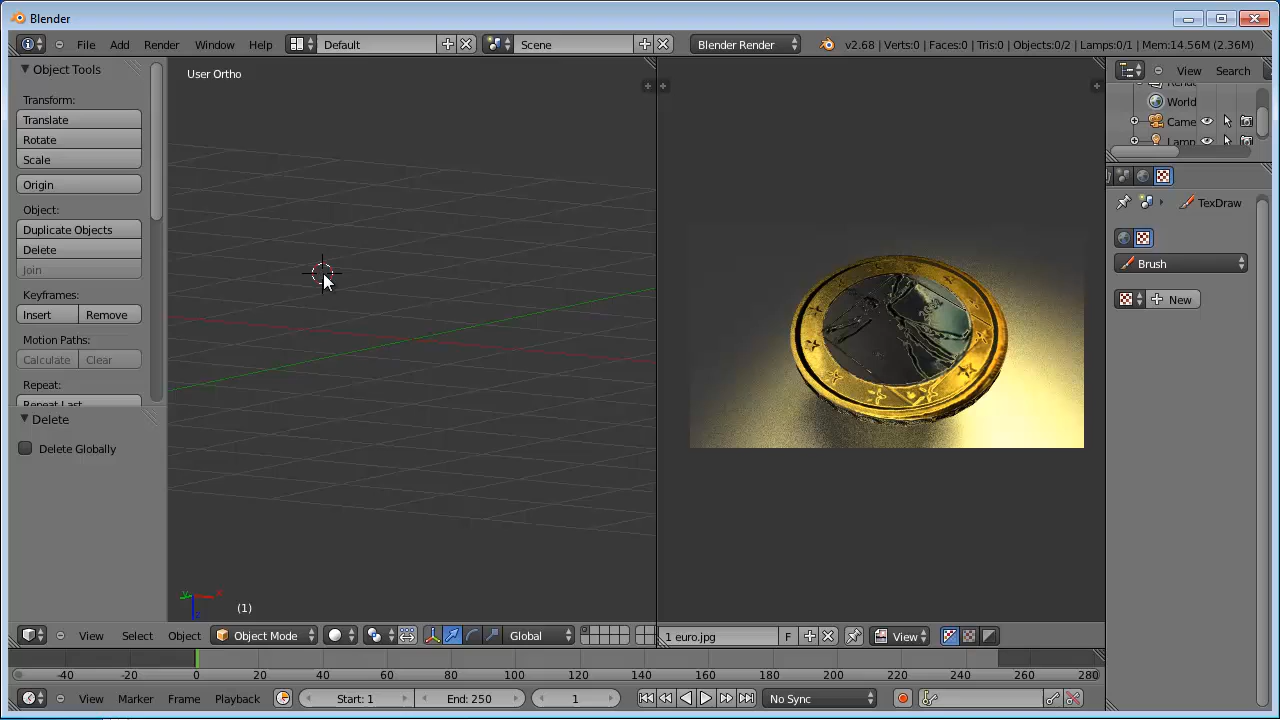 Blender
File Add Render Window Help Default Scene Blender Render v2.68 | Verts:0 | Faces:0 | Tris:0 | Objects:0/2 | Lamps:0/1 | Mem:14.56M (2.36M)
Object Tools
User Ortho
View Search
Transform:
Translate
Rotate
Scale
Origin
Object:
Duplicate Objects
Delete
Join
Keyframes:
Insert Remove
Motion Paths:
Calculate Clear
Repeat:
Repeat Last
Delete
Delete Globally
World
Came
Lamp
TexDraw
Brush
New
y x
z
(1)
View Select Object Object Mode Global
1 euro.jpg F View
-40 -20 0 20 40 60 80 100 120 140 160 180 200 220 240 260 280
View Marker Frame Playback Start: 1 End: 250 1 No Sync